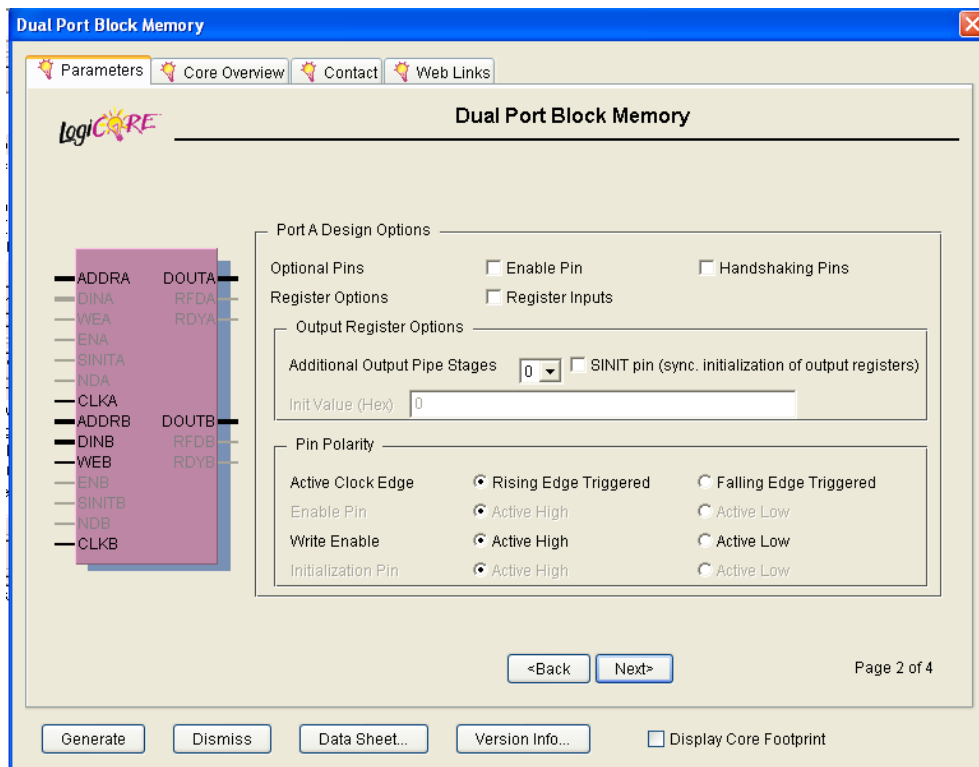 Dual Port Block Memory
Parameters Core Overview Contact Web Links
LogiCORE
Dual Port Block Memory
ADDRA DOUTA
DINA RFDA
WEA RDYA
ENA
SINITA
NDA
CLKA
ADDRB DOUTB
DINB RFDB
WEB RDYB
ENB
SINITB
NDB
CLKB
Port A Design Options
Optional Pins Enable Pin Handshaking Pins
Register Options Register Inputs
Output Register Options
Additional Output Pipe Stages 0 SINIT pin (sync. initialization of output registers)
Init Value (Hex) 0
Pin Polarity
Active Clock Edge Rising Edge Triggered Falling Edge Triggered
Enable Pin Active High Active Low
Write Enable Active High Active Low
Initialization Pin Active High Active Low
<Back Next> Page 2 of 4
Generate Dismiss Data Sheet... Version Info... Display Core Footprint